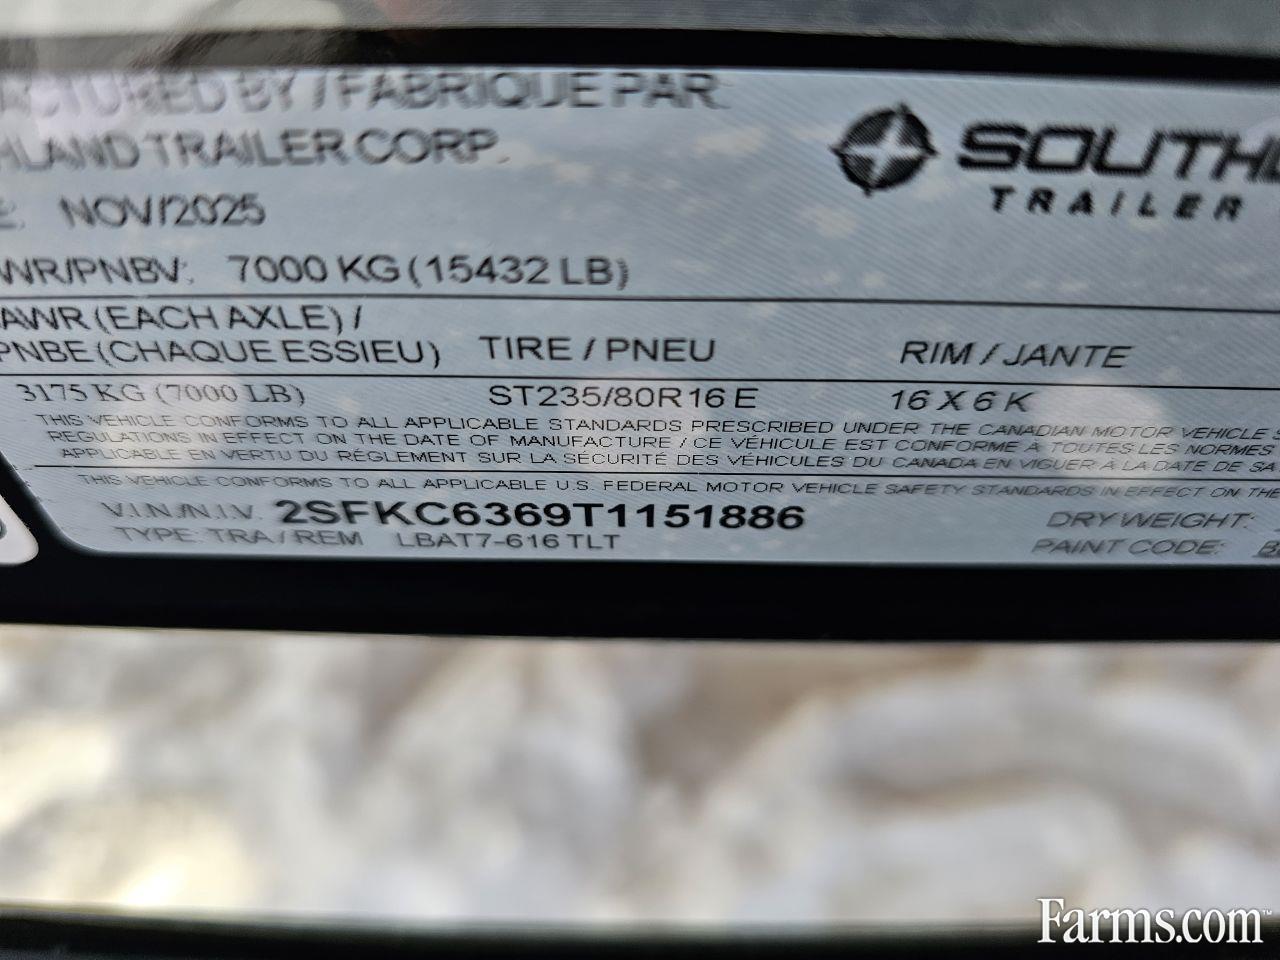 ACTURED BY / FABRIQUE PAR
HLAND TRAILER CORP.
NOV/2025
WR/PNBV: 7000 KG (15432 LB)
AWR (EACH AXLE) /
PNBE (CHAQUE ESSIEU)
TIRE / PNEU
RIM / JANTE
3175 KG (7000 LB)
ST235/80R16 E
16 X 6 K
THIS VEHICLE CONFORMS TO ALL APPLICABLE STANDARDS PRESCRIBED UNDER THE CANADIAN MOTOR VEHICLE S
REGULATIONS IN EFFECT ON THE DATE OF MANUFACTURE / CE VÉHICULE EST CONFORME À TOUTES LES NORMES
APPLICABLE EN VERTU DU RÉGLEMENT SUR LA SÉCURITÉ DES VÉHICULES DU CANADA EN VIGUER À LA DATE DE SA
THIS VEHICLE CONFORMS TO ALL APPLICABLE U.S. FEDERAL MOTOR VEHICLE SAFETY STANDARDS IN EFFECT ON THE
V.I.N./N.I.V. 2SFKC6369T1151886
TYPE: TRA / REM LBAT7-616 TLT
DRY WEIGHT:
PAINT CODE:
SOUTH
TRAILER
Farms.com